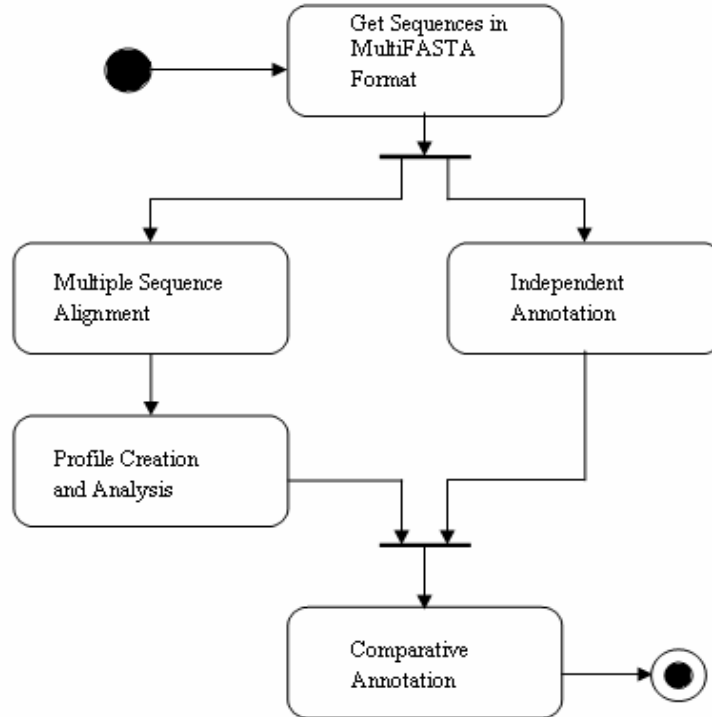 Get Sequences in
MultiFASTA
Format
Multiple Sequence
Alignment
Independent
Annotation
Profile Creation
and Analysis
Comparative
Annotation